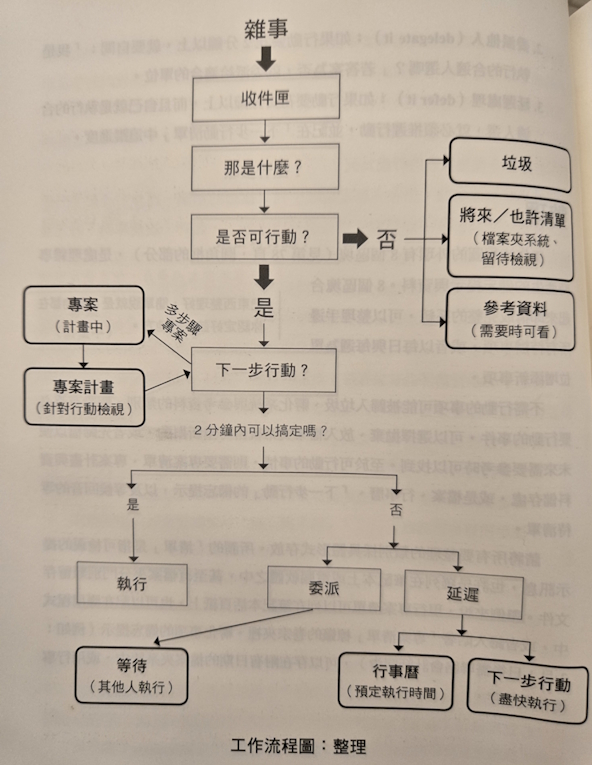 雜事
收件匣
那是什麼？
是否可行動？
否
垃圾
將來／也許清單
（檔案夾系統、
留待檢視）
參考資料
（需要時可看）
是
多步驟
專案
專案
（計畫中）
專案計畫
（針對行動檢視）
下一步行動？
2 分鐘內可以搞定嗎？
是
否
執行
委派
延遲
等待
（其他人執行）
行事曆
（預定執行時間）
下一步行動
（盡快執行）
工作流程圖：整理